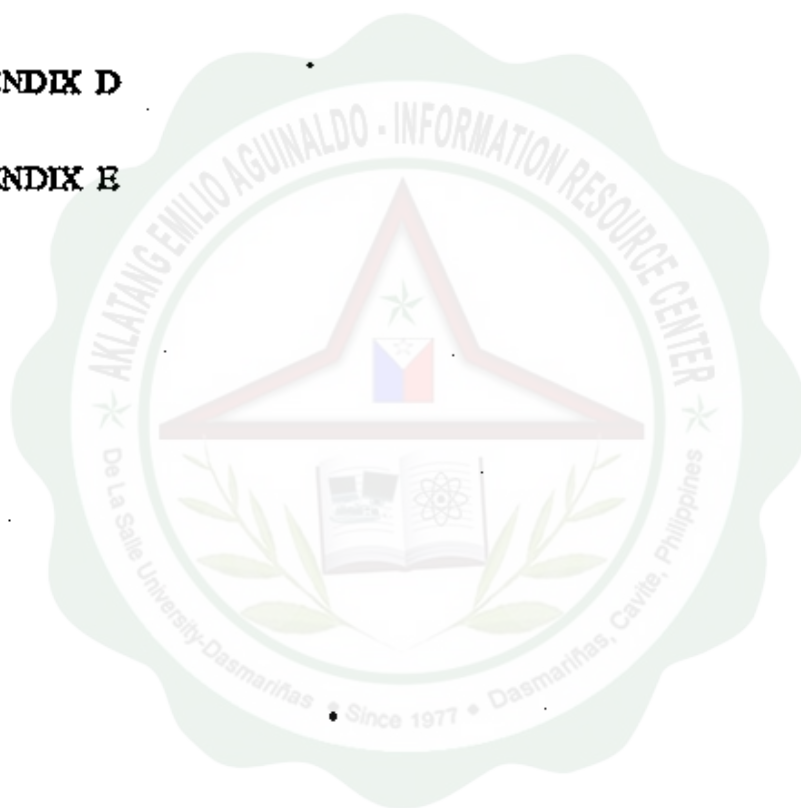 NDIX D
NDIX E
AKLATANG EMILIO AGUINALDO - INFORMATION RESOURCE CENTER
De La Salle University-Dasmariñas • Since 1977 • Dasmariñas, Cavite, Philippines